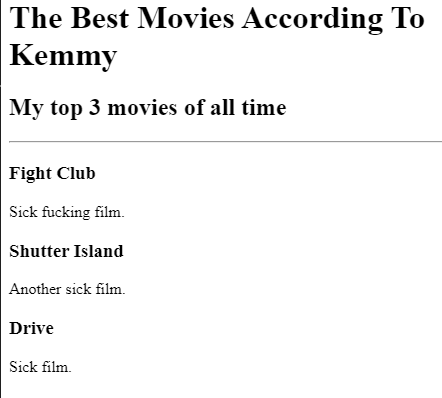 The Best Movies According To
Kemmy
My top 3 movies of all time
Fight Club
Sick fucking film.
Shutter Island
Another sick film.
Drive
Sick film.